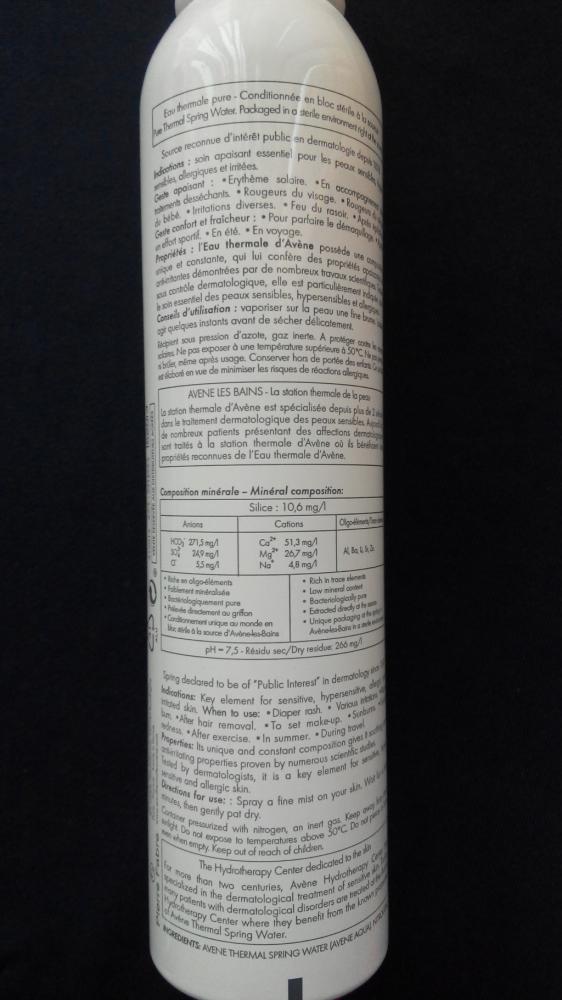 Eau thermale pure - Conditionnée en bloc stérile à la
Pure Thermal Spring Water. Packaged in a sterile environment right at the
Source reconnue d'intérêt public en dermatologie depuis
Indications : soin apaisant essentiel pour les peaux sensibles,
allergiques et irritées.
Geste apaisant : • Erythème solaire. • En accompagnement
traitements desséchants. • Rougeurs du visage. • Rougeurs
du bébé. • Irritations diverses. • Feu du rasoir. • Après
Geste confort et fraîcheur : • Pour parfaire le démaquillage. •
un effort sportif. • En été. • En voyage.
Propriétés : l'Eau thermale d'Avène possède une
unique et constante, qui lui confère des propriétés
anti-irritantes démontrées par de nombreux travaux scientifiques.
sous contrôle dermatologique, elle est particulièrement indiquée
le soin essentiel des peaux sensibles, hypersensibles et allergiques.
Conseils d'utilisation : vaporiser sur la peau une fine brume,
agir quelques instants avant de sécher délicatement.
Récipient sous pression d'azote, gaz inerte. A protéger contre les
solaires. Ne pas exposer à une température supérieure à 50°C. Ne
brûler, même après usage. Conserver hors de portée des enfants.
est élaboré en vue de minimiser les risques de réactions allergiques.
AVENE LES BAINS - La station thermale de la peau
La station thermale d'Avène est spécialisée depuis plus de 2
dans le traitement dermatologique des peaux sensibles.
de nombreux patients présentant des affections
sont traités à la station thermale d'Avène où ils bénéficient
propriétés reconnues de l'Eau thermale d'Avène.
Composition minérale – Minéral composition:
Silice : 10,6 mg/l
Anions Cations Oligo-éléments/Trace
HCO₃⁻ 271,5 mg/l Ca²⁺ 51,3 mg/l
SO₄²⁻ 24,9 mg/l Mg²⁺ 26,7 mg/l Al, Ba, Li, Sr, Zn
Cl⁻ 5,5 mg/l Na⁺ 4,8 mg/l
• Riche en oligo-éléments
• Faiblement minéralisée
• Bactériologiquement pure
• Prélevée directement au griffon
• Conditionnement unique au monde en
bloc stérile à la source d'Avène-les-Bains
• Rich in trace elements
• Low mineral content
• Bacteriologically pure
• Extracted directly at the source
• Unique packaging at the
Avène-les-Bains in a sterile
pH = 7,5 - Résidu sec/Dry residue: 266 mg/l
Spring declared to be of "Public Interest" in dermatology since
Indications: Key element for sensitive, hypersensitive, allergic
irritated skin. When to use: • Diaper rash. • Various irritations.
• After hair removal. • To set make-up. • Sunburns.
redness. • After exercise. • In summer. • During travel.
Properties: Its unique and constant composition gives it soothing
anti-irritating properties proven by numerous scientific studies.
Tested by dermatologists, it is a key element for sensitive,
sensitive and allergic skin.
Directions for use: : Spray a fine mist on your skin. Wait
minutes, then gently pat dry.
Container pressurized with nitrogen, an inert gas. Keep away
sunlight. Do not expose to temperatures above 50°C. Do not pierce
even when empty. Keep out of reach of children.
The Hydrotherapy Center dedicated to the skin
For more than two centuries, Avène Hydrotherapy Center
specialized in the dermatological treatment of sensitive skin.
many patients with dermatological disorders are treated at the
Hydrotherapy Center where they benefit from the known
of Avène Thermal Spring Water.
INGREDIENTS: AVENE THERMAL SPRING WATER (AVENE AQUA)